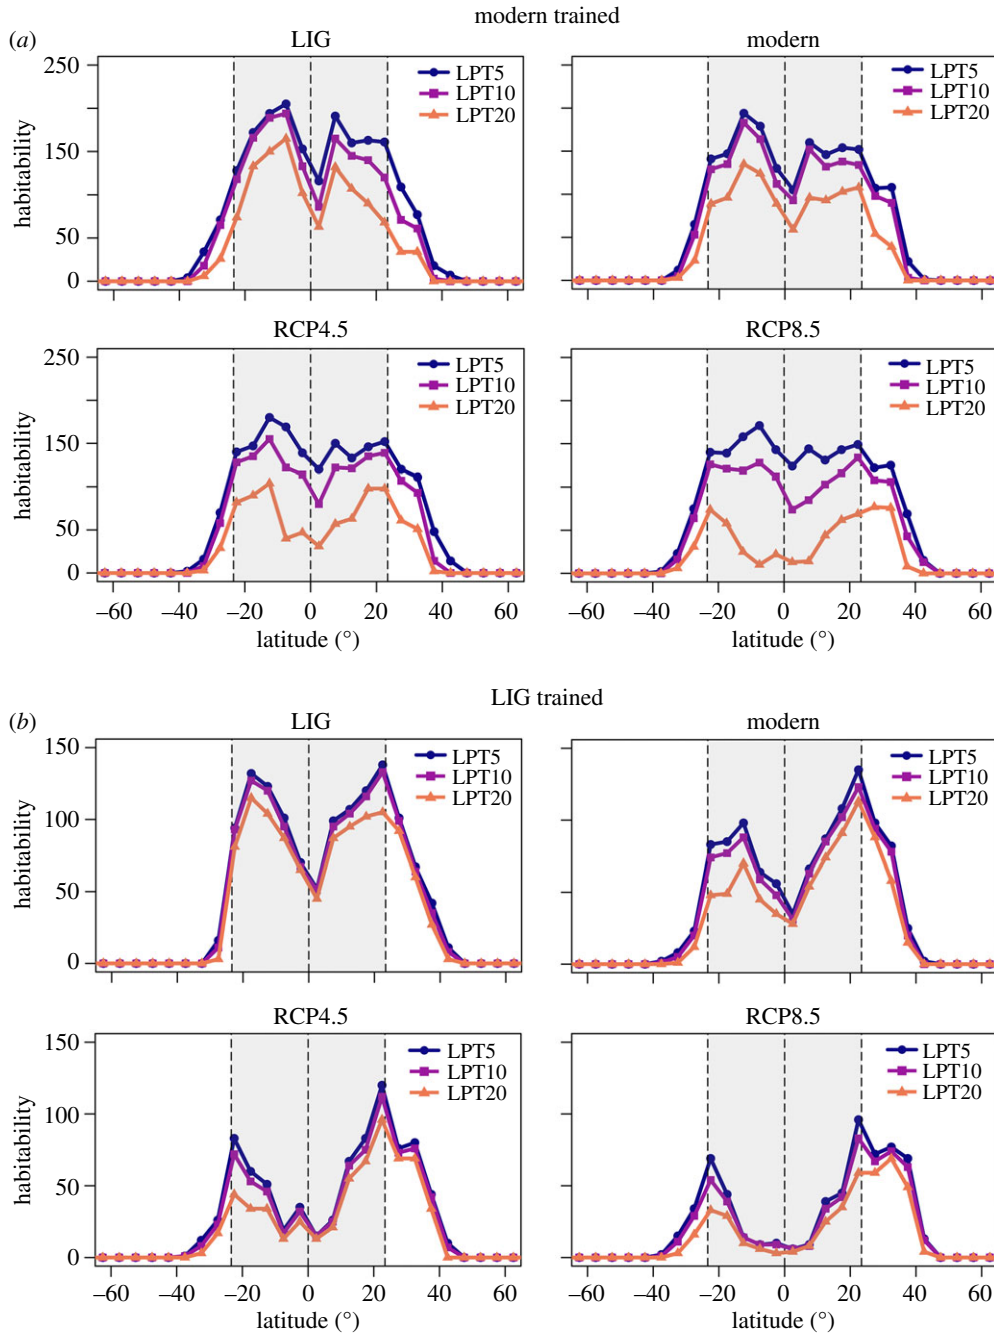 modern trained
(a)
LIG
modern
250
150
50
0
habitability
LPT5
LPT10
LPT20
LPT5
LPT10
LPT20
RCP4.5
RCP8.5
250
150
50
0
habitability
LPT5
LPT10
LPT20
LPT5
LPT10
LPT20
–60 –40 –20 0 20 40 60
–60 –40 –20 0 20 40 60
latitude (°)
latitude (°)
LIG trained
(b)
LIG
modern
150
100
50
0
habitability
LPT5
LPT10
LPT20
LPT5
LPT10
LPT20
RCP4.5
RCP8.5
150
100
50
0
habitability
LPT5
LPT10
LPT20
LPT5
LPT10
LPT20
–60 –40 –20 0 20 40 60
–60 –40 –20 0 20 40 60
latitude (°)
latitude (°)